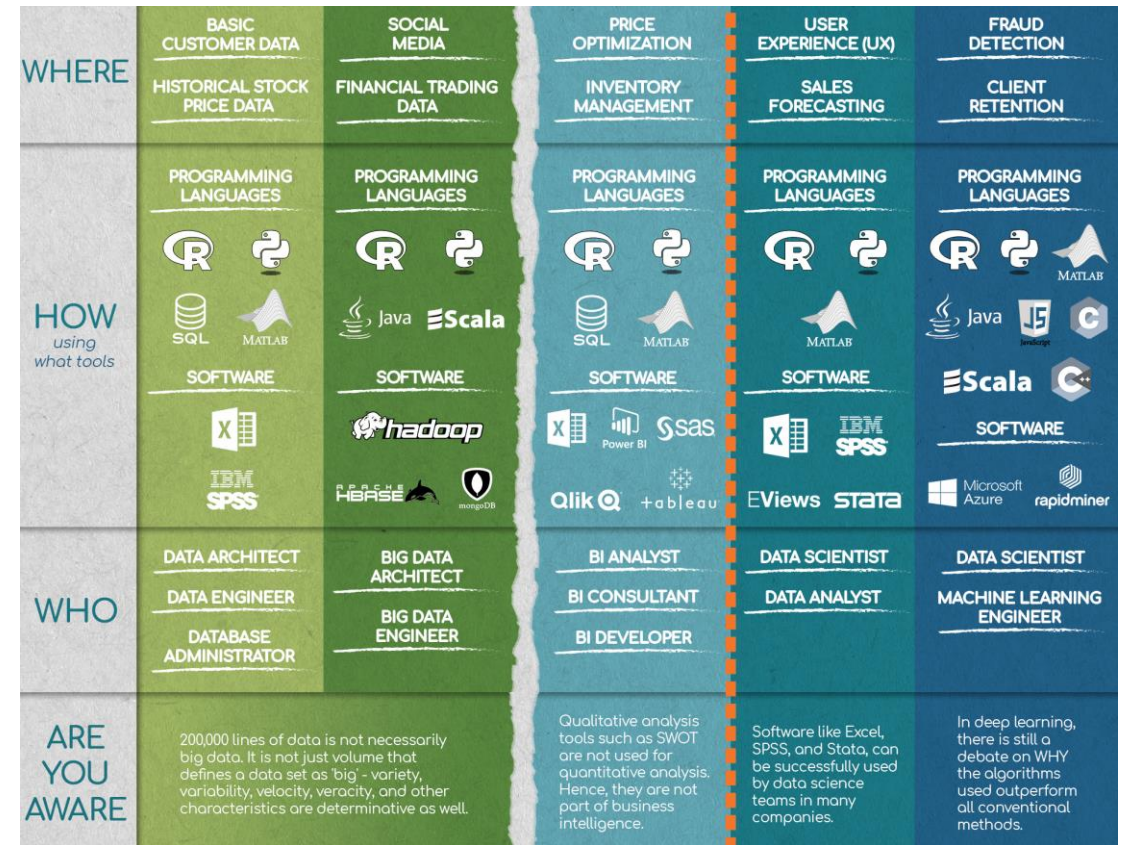 WHERE
BASIC
CUSTOMER DATA
HISTORICAL STOCK
PRICE DATA
SOCIAL
MEDIA
FINANCIAL TRADING
DATA
PRICE
OPTIMIZATION
INVENTORY
MANAGEMENT
USER
EXPERIENCE (UX)
SALES
FORECASTING
FRAUD
DETECTION
CLIENT
RETENTION
HOW
using
what tools
PROGRAMMING
LANGUAGES
R
SQL
MATLAB
SOFTWARE
X
IBM
SPSS
PROGRAMMING
LANGUAGES
R
Java
Scala
SOFTWARE
hadoop
APACHE
HBASE
mongoDB
PROGRAMMING
LANGUAGES
R
SQL
MATLAB
SOFTWARE
X
Power BI
sas
Qlik
+ableau
PROGRAMMING
LANGUAGES
R
MATLAB
SOFTWARE
X
IBM
SPSS
EViews
STATA
PROGRAMMING
LANGUAGES
R
MATLAB
Java
JS
JavaScript
C
Scala
C++
SOFTWARE
Microsoft
Azure
rapidminer
WHO
DATA ARCHITECT
DATA ENGINEER
DATABASE
ADMINISTRATOR
BIG DATA
ARCHITECT
BIG DATA
ENGINEER
BI ANALYST
BI CONSULTANT
BI DEVELOPER
DATA SCIENTIST
DATA ANALYST
DATA SCIENTIST
MACHINE LEARNING
ENGINEER
ARE
YOU
AWARE
200,000 lines of data is not necessarily
big data. It is not just volume that
defines a data set as 'big' - variety,
variability, velocity, veracity, and other
characteristics are determinative as well.
Qualitative analysis
tools such as SWOT
are not used for
quantitative analysis.
Hence, they are not
part of business
intelligence.
Software like Excel,
SPSS, and Stata, can
be successfully used
by data science
teams in many
companies.
In deep learning,
there is still a
debate on WHY
the algorithms
used outperform
all conventional
methods.